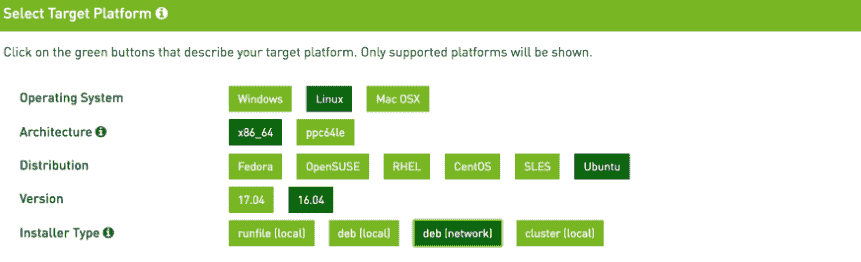 Select Target Platform
Click on the green buttons that describe your target platform. Only supported platforms will be shown.
Operating System Windows Linux Mac OSX
Architecture x86_64 ppc64le
Distribution Fedora OpenSUSE RHEL CentOS SLES Ubuntu
Version 17.04 16.04
Installer Type runfile (local) deb (local) deb (network) cluster (local)